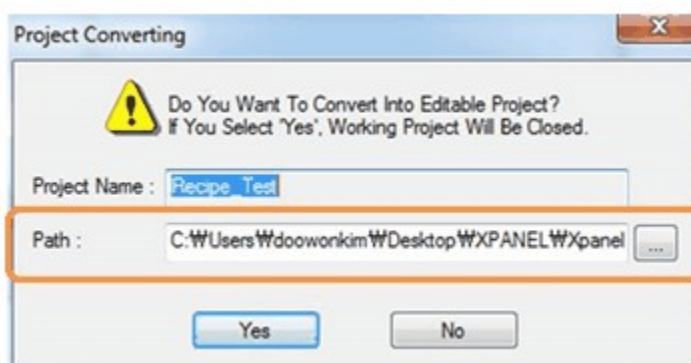 Project Converting
Do You Want To Convert Into Editable Project?
If You Select 'Yes', Working Project Will Be Closed.
Project Name : Recipe_Test
Path : C:₩Users₩doowonkim₩Desktop₩XPANEL₩Xpanel ...
Yes No